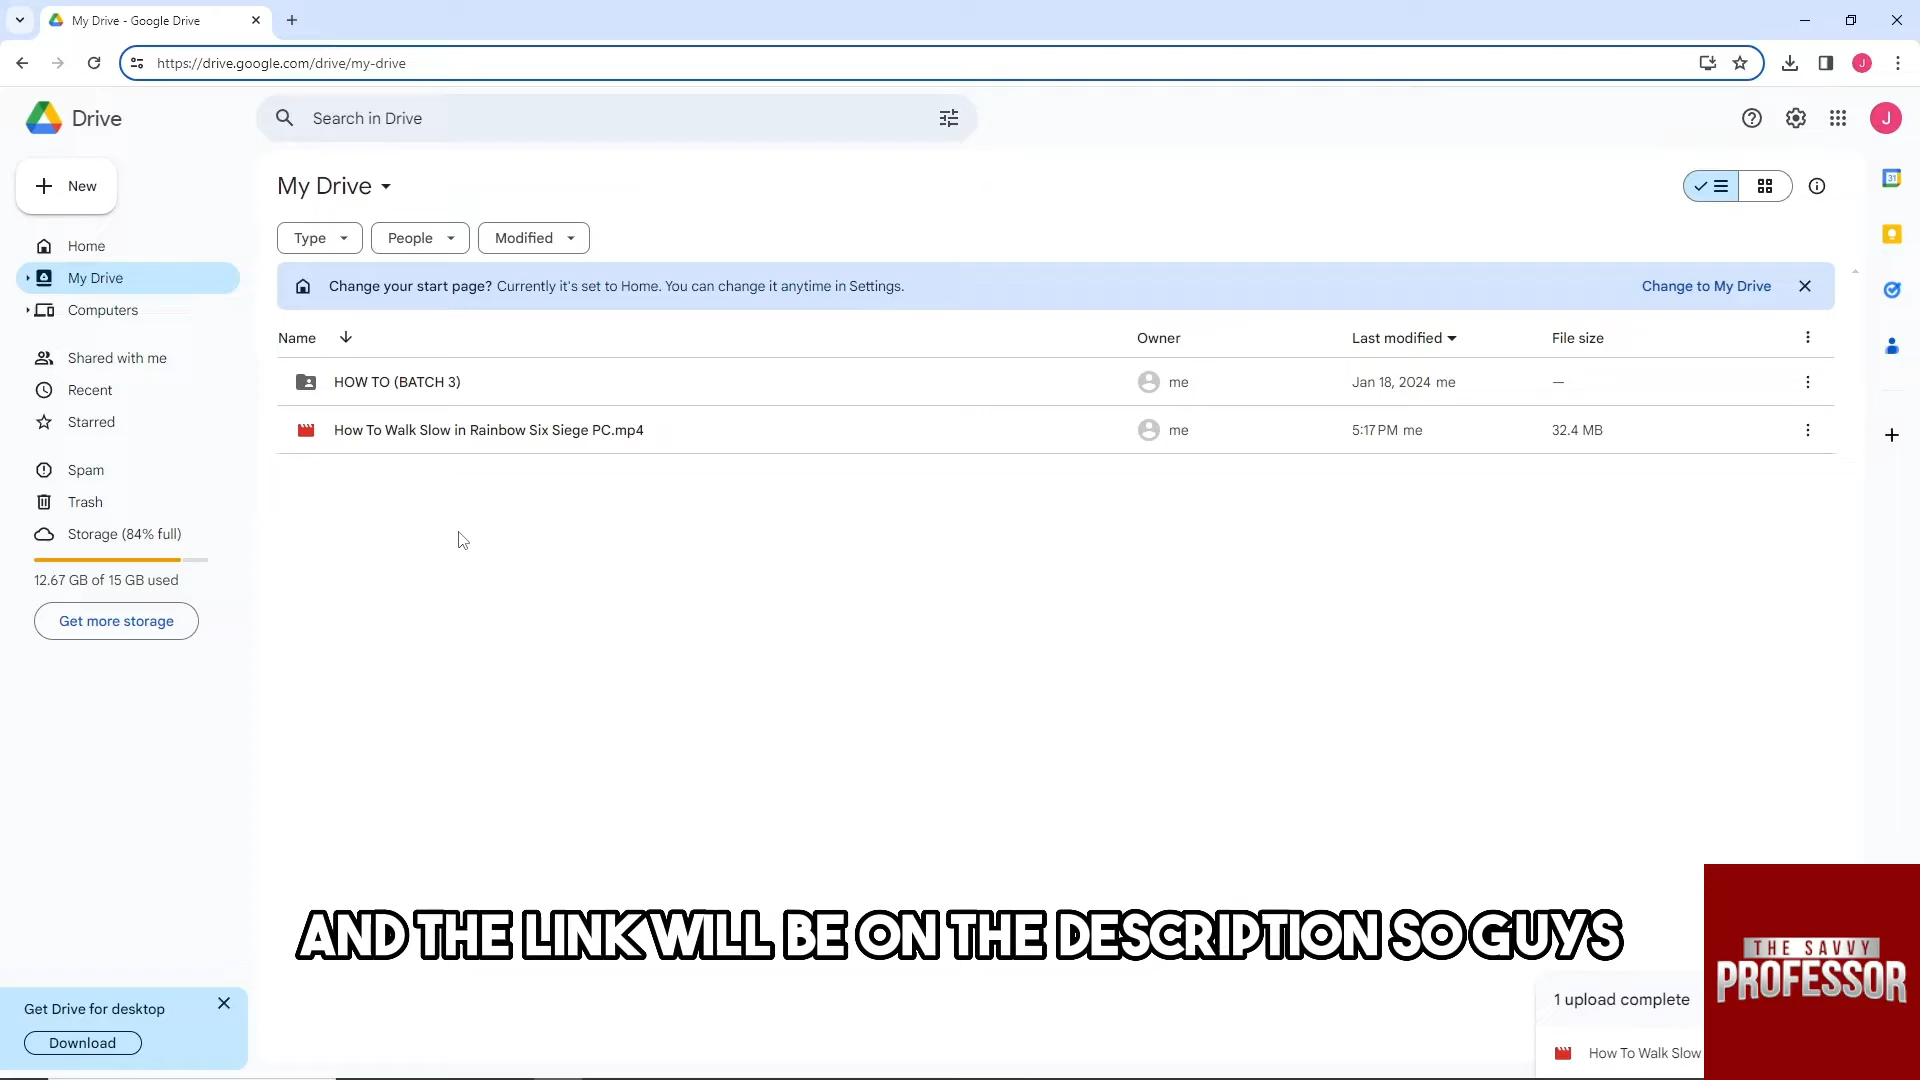 My Drive - Google Drive
https://drive.google.com/drive/my-drive
J
Drive
Search in Drive
J
New
My Drive
31
Type
People
Modified
Home
My Drive
Change your start page? Currently it's set to Home. You can change it anytime in Settings.
Change to My Drive
Computers
Name
Owner
Last modified
File size
Shared with me
HOW TO (BATCH 3)
me
Jan 18, 2024 me
—
Recent
Starred
How To Walk Slow in Rainbow Six Siege PC.mp4
me
5:17 PM me
32.4 MB
Spam
Trash
Storage (84% full)
12.67 GB of 15 GB used
Get more storage
AND THE LINK WILL BE ON THE DESCRIPTION SO GUYS
THE SAVVY
PROFESSOR
Get Drive for desktop
Download
1 upload complete
How To Walk Slow